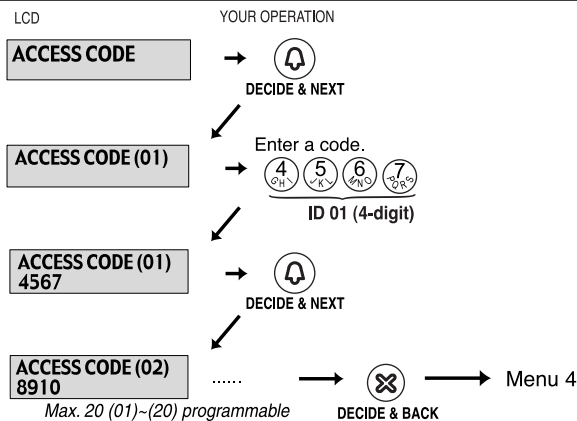 LCD
YOUR OPERATION
ACCESS CODE
DECIDE & NEXT
ACCESS CODE (01)
Enter a code.
4 GHI 5 JKL 6 MNO 7 PQRS
ID 01 (4-digit)
ACCESS CODE (01)
4567
DECIDE & NEXT
ACCESS CODE (02)
8910
......
Menu 4
Max. 20 (01)~(20) programmable
DECIDE & BACK